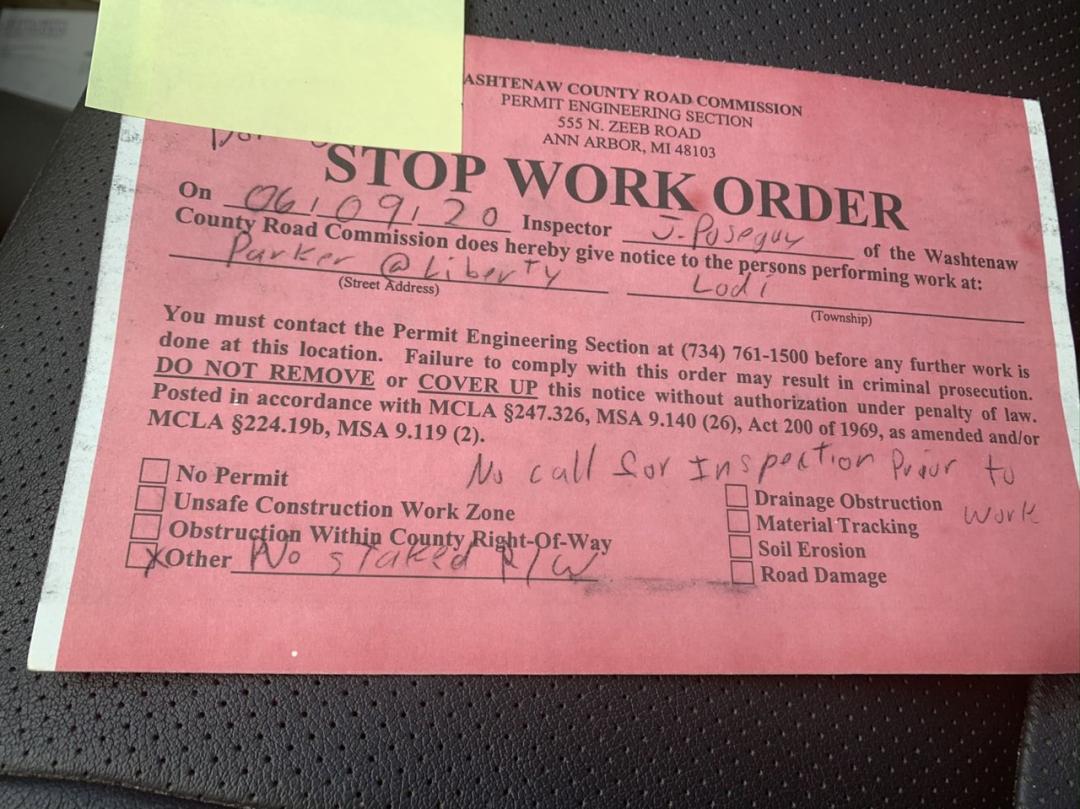 ASHTENAW COUNTY ROAD COMMISSION
PERMIT ENGINEERING SECTION
555 N. ZEEB ROAD
ANN ARBOR, MI 48103
STOP WORK ORDER
On 06/09/20 Inspector J. Poseguy of the Washtenaw
County Road Commission does hereby give notice to the persons performing work at:
Parker @ Liberty Lodi
(Street Address) (Township)
You must contact the Permit Engineering Section at (734) 761-1500 before any further work is
done at this location. Failure to comply with this order may result in criminal prosecution.
DO NOT REMOVE or COVER UP this notice without authorization under penalty of law.
Posted in accordance with MCLA §247.326, MSA 9.140 (26), Act 200 of 1969, as amended and/or
MCLA §224.19b, MSA 9.119 (2).
No call for Inspection Prior to
work
No Permit
Unsafe Construction Work Zone
Obstruction Within County Right-Of-Way
X Other No staked R/W
Drainage Obstruction
Material Tracking
Soil Erosion
Road Damage